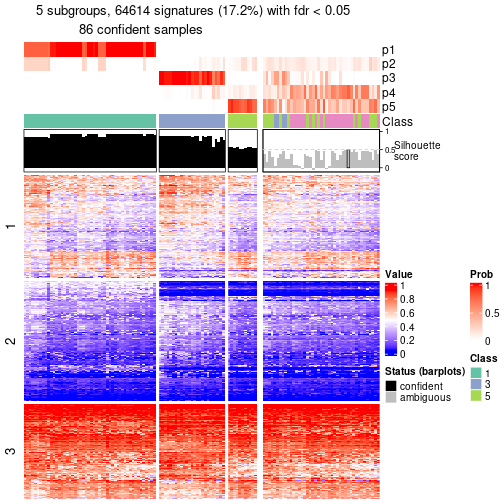 5 subgroups, 64614 signatures (17.2%) with fdr < 0.05
86 confident samples
p1
p2
p3
p4
p5
Class
1
0.5
0
Silhouette
score
1
2
3
Value
1
0.8
0.6
0.4
0.2
0
Status (barplots)
confident
ambiguous
Prob
1
0.5
0
Class
1
3
5